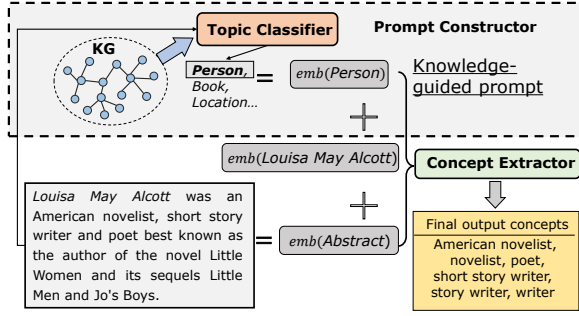 KG
Topic Classifier
Prompt Constructor
Person,
Book,
Location...
=
emb(Person)
Knowledge-
guided prompt
+
emb(Louisa May Alcott)
Concept Extractor
+
Louisa May Alcott was an
American novelist, short story
writer and poet best known as
the author of the novel Little
Women and its sequels Little
Men and Jo's Boys.
=
emb(Abstract)
Final output concepts
American novelist,
novelist, poet,
short story writer,
story writer, writer